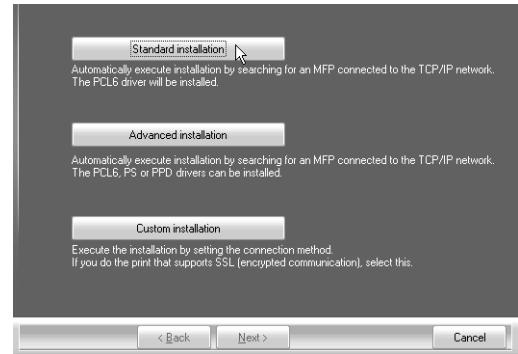 Standard installation
Automatically execute installation by searching for an MFP connected to the TCP/IP network.
The PCL6 driver will be installed.
Advanced installation
Automatically execute installation by searching for an MFP connected to the TCP/IP network.
The PCL6, PS or PPD drivers can be installed.
Custom installation
Execute the installation by setting the connection method.
If you do the print that supports SSL (encrypted communication), select this.
< Back Next > Cancel